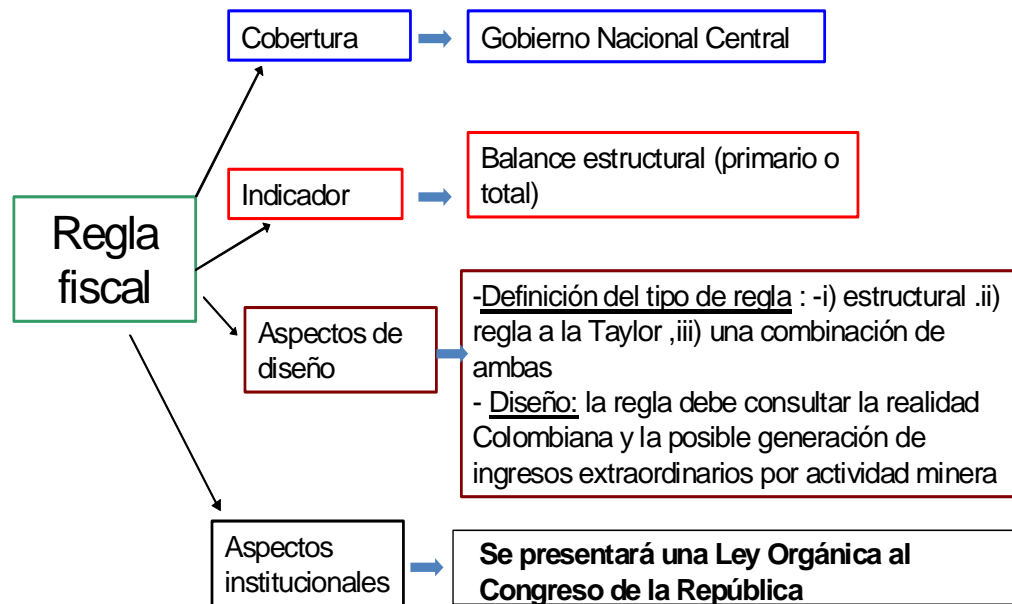 Cobertura
Gobierno Nacional Central
Indicador
Balance estructural (primario o
total)
Regla
fiscal
Aspectos de
diseño
-Definición del tipo de regla : -i) estructural .ii)
regla a la Taylor ,iii) una combinación de
ambas
- Diseño: la regla debe consultar la realidad
Colombiana y la posible generación de
ingresos extraordinarios por actividad minera
Aspectos
institucionales
Se presentará una Ley Orgánica al
Congreso de la República